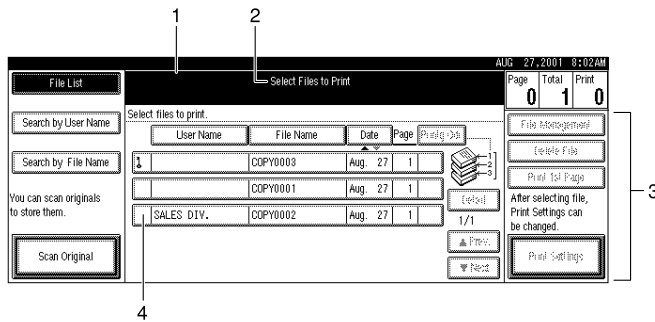 1
2
AUG 27,2001 8:02AM
File List
Select Files to Print
Page Total Print
0 1 0
Select files to print.
Search by User Name
User Name File Name Date Page Print'g Odr.
File Management
Search by File Name
COPY0003 Aug. 27 1
1
2
3
Delete File
COPY0001 Aug. 27 1
Print 1st Page
3
You can scan originals
to store them.
SALES DIV. COPY0002 Aug. 27 1
Detail
1/1
After selecting file,
Print Settings can
be changed.
Scan Original
▲ Prev.
▼ Next
Print Settings
4